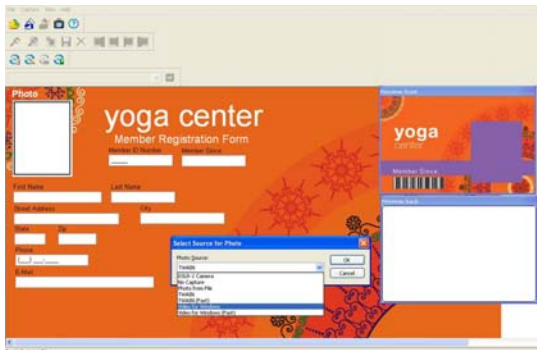 File Capture View Help
Photo
yoga center
Member Registration Form
Member ID Number Member Since
First Name Last Name
Street Address City
State Zip
Phone
(___) ___-____
E-Mail
Select Source for Photo
Photo Source:
TWAIN
OK
Cancel
No Capture
Photo from File
TWAIN
TWAIN (Fast)
Video for Windows
Video for Windows (Fast)
Preview front
yoga
center
Member Since
Preview back